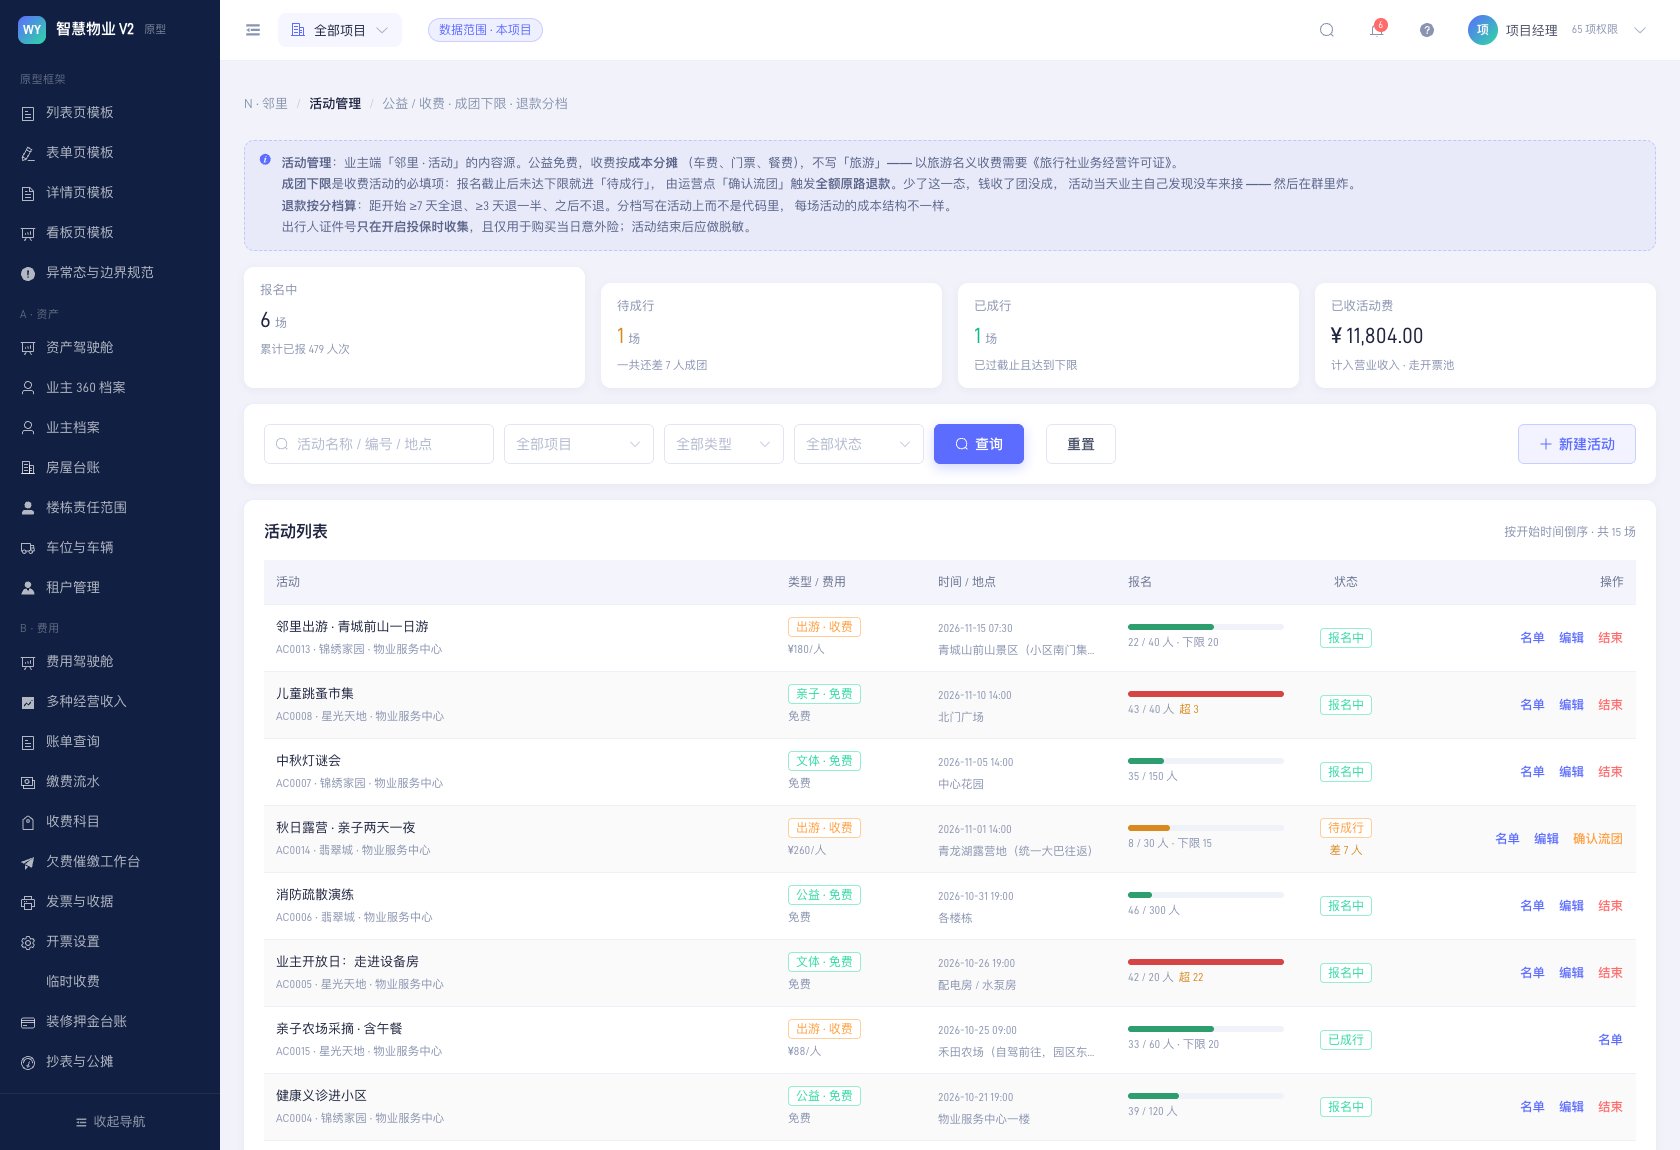 WY 智慧物业 V2 原型
原型框架
列表页模板
表单页模板
详情页模板
看板页模板
异常态与边界规范
A · 资产
资产驾驶舱
业主 360 档案
业主档案
房屋台账
楼栋责任范围
车位与车辆
租户管理
B · 费用
费用驾驶舱
多种经营收入
账单查询
缴费流水
收费科目
欠费催缴工作台
发票与收据
开票设置
临时收费
装修押金台账
抄表与公摊
收起导航
全部项目
数据范围 · 本项目
6
项 项目经理 65 项权限
N · 邻里 / 活动管理 / 公益 / 收费 · 成团下限 · 退款分档
活动管理：业主端「邻里 · 活动」的内容源。公益免费，收费按成本分摊 （车费、门票、餐费），不写「旅游」—— 以旅游名义收费需要《旅行社业务经营许可证》。
成团下限是收费活动的必填项：报名截止后未达下限就进「待成行」， 由运营点「确认流团」触发全额原路退款。少了这一态，钱收了团没成， 活动当天业主自己发现没车来接 —— 然后在群里炸。
退款按分档算：距开始 ≥7 天全退、≥3 天退一半、之后不退。分档写在活动上而不是代码里， 每场活动的成本结构不一样。
出行人证件号只在开启投保时收集，且仅用于购买当日意外险；活动结束后应做脱敏。
报名中
6 场
累计已报 479 人次
待成行
1 场
一共还差 7 人成团
已成行
1 场
已过截止且达到下限
已收活动费
¥ 11,804.00
计入营业收入 · 走开票池
活动名称 / 编号 / 地点
全部项目
全部类型
全部状态
查询
重置
新建活动
活动列表
按开始时间倒序 · 共 15 场
活动 类型 / 费用 时间 / 地点 报名 状态 操作
邻里出游 · 青城前山一日游
AC0013 · 锦绣家园 · 物业服务中心
出游 · 收费
¥180/人
2026-11-15 07:30
青城山前山景区（小区南门集...
22 / 40 人 · 下限 20
报名中
名单 编辑 结束
儿童跳蚤市集
AC0008 · 星光天地 · 物业服务中心
亲子 · 免费
免费
2026-11-10 14:00
北门广场
43 / 40 人 超 3
报名中
名单 编辑 结束
中秋灯谜会
AC0007 · 锦绣家园 · 物业服务中心
文体 · 免费
免费
2026-11-05 14:00
中心花园
35 / 150 人
报名中
名单 编辑 结束
秋日露营 · 亲子两天一夜
AC0014 · 翡翠城 · 物业服务中心
出游 · 收费
¥260/人
2026-11-01 14:00
青龙湖露营地（统一大巴往返）
8 / 30 人 · 下限 15
待成行
差 7 人
名单 编辑 确认流团
消防疏散演练
AC0006 · 翡翠城 · 物业服务中心
公益 · 免费
免费
2026-10-31 19:00
各楼栋
46 / 300 人
报名中
名单 编辑 结束
业主开放日：走进设备房
AC0005 · 星光天地 · 物业服务中心
文体 · 免费
免费
2026-10-26 19:00
配电房 / 水泵房
42 / 20 人 超 22
报名中
名单 编辑 结束
亲子农场采摘 · 含午餐
AC0015 · 星光天地 · 物业服务中心
出游 · 收费
¥88/人
2026-10-25 09:00
禾田农场（自驾前往，园区东...
33 / 60 人 · 下限 20
已成行
名单
健康义诊进小区
AC0004 · 锦绣家园 · 物业服务中心
公益 · 免费
免费
2026-10-21 19:00
物业服务中心一楼
39 / 120 人
报名中
名单 编辑 结束